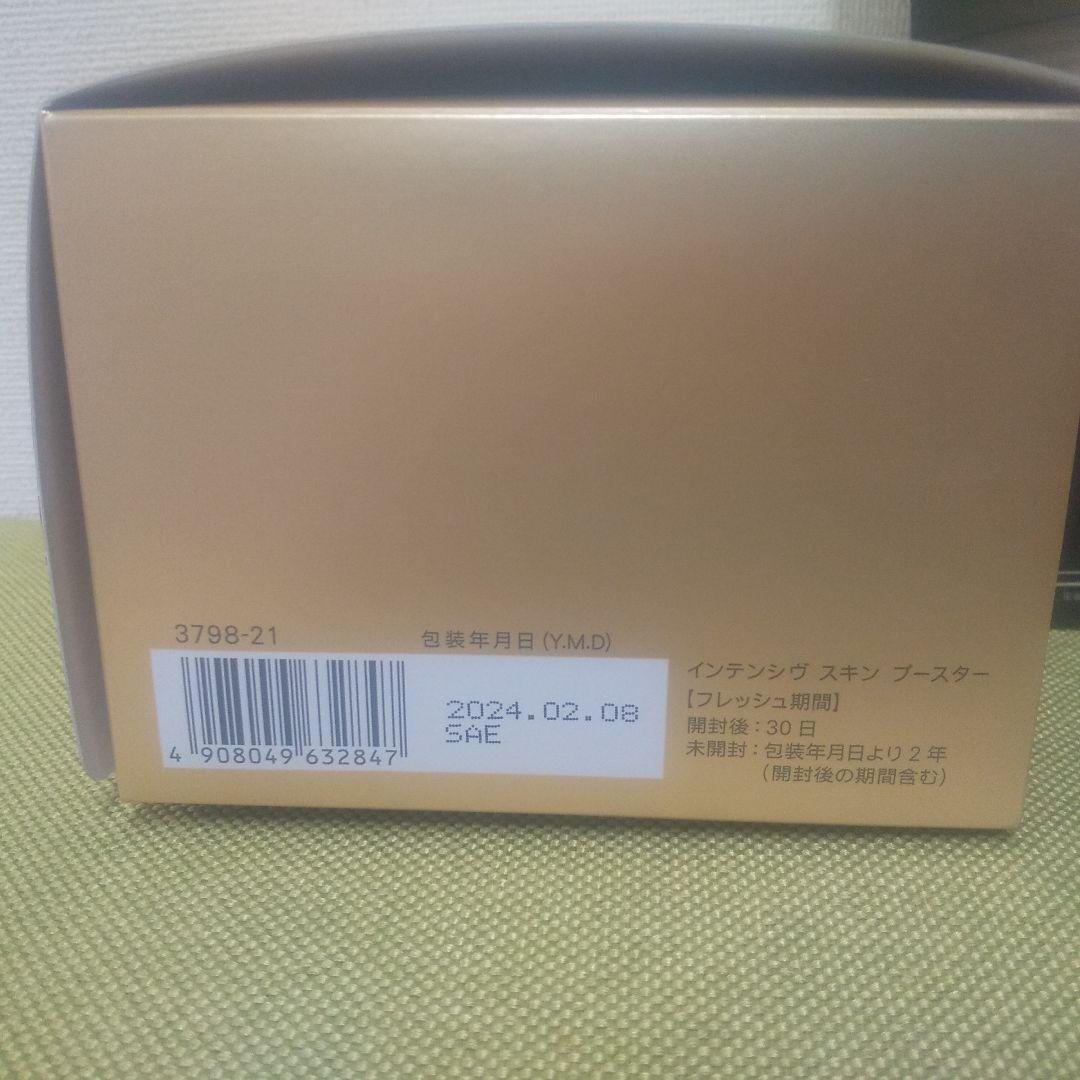 3798-21
包装年月日(Y.M.D)
4 908049 632847
2024.02.08
SAE
インテンシヴ スキン ブースター
【フレッシュ期間】
開封後：30日
未開封：包装年月日より2年
（開封後の期間含む）